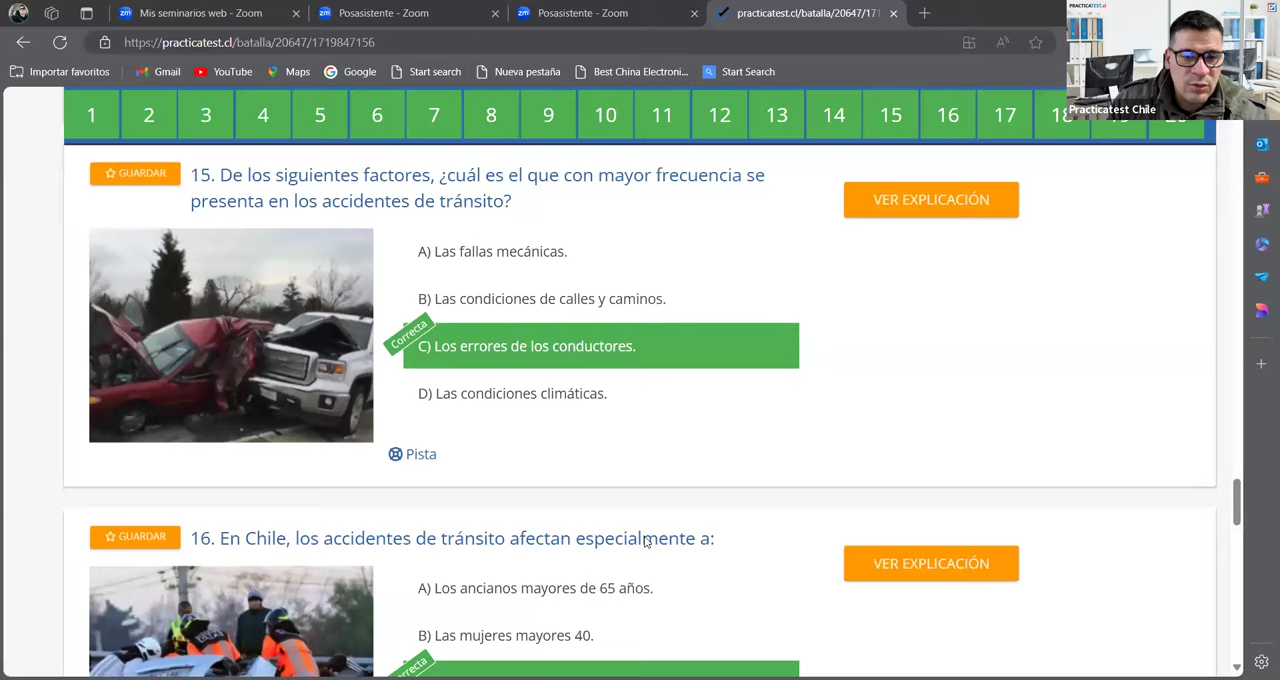 Mis seminarios web - Zoom
Posasistente - Zoom
Posasistente - Zoom
practicatest.cl/batalla/20647/171
https://practicatest.cl/batalla/20647/1719847156
Importar favoritos
Gmail
YouTube
Maps
Google
Start search
Nueva pestaña
Best China Electroni...
Start Search
PRACTICATEST.cl
Practicatest Chile
1 2 3 4 5 6 7 8 9 10 11 12 13 14 15 16 17
GUARDAR
15. De los siguientes factores, ¿cuál es el que con mayor frecuencia se
presenta en los accidentes de tránsito?
VER EXPLICACIÓN
A) Las fallas mecánicas.
B) Las condiciones de calles y caminos.
Correcta
C) Los errores de los conductores.
D) Las condiciones climáticas.
Pista
GUARDAR
16. En Chile, los accidentes de tránsito afectan especialmente a:
VER EXPLICACIÓN
A) Los ancianos mayores de 65 años.
B) Las mujeres mayores 40.